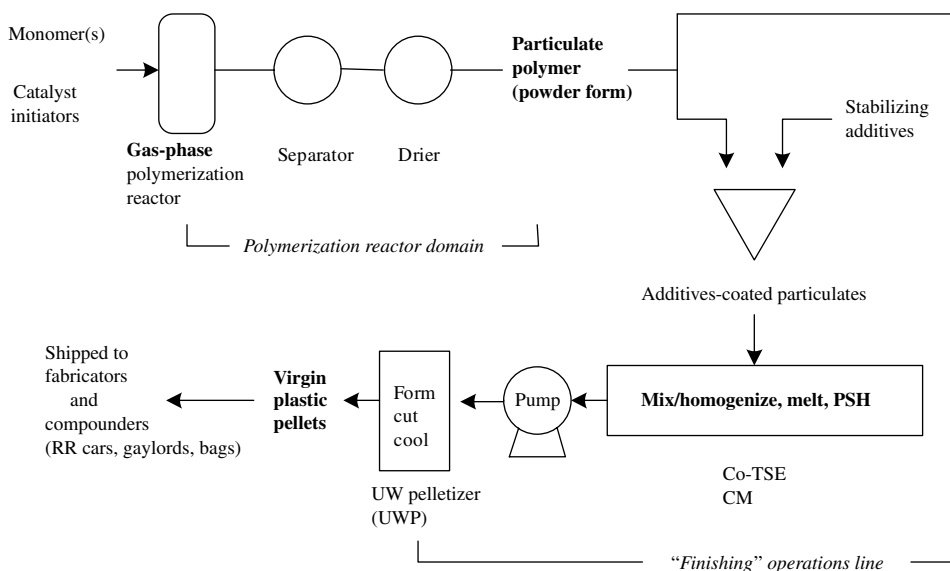 Monomer(s)
Catalyst
initiators
Gas-phase
polymerization
reactor
Separator
Drier
Particulate
polymer
(powder form)
Stabilizing
additives
Polymerization reactor domain
Additives-coated particulates
Mix/homogenize, melt, PSH
Co-TSE
CM
Pump
Form
cut
cool
UW pelletizer
(UWP)
Virgin
plastic
pellets
Shipped to
fabricators
and
compounders
(RR cars, gaylords, bags)
“Finishing” operations line